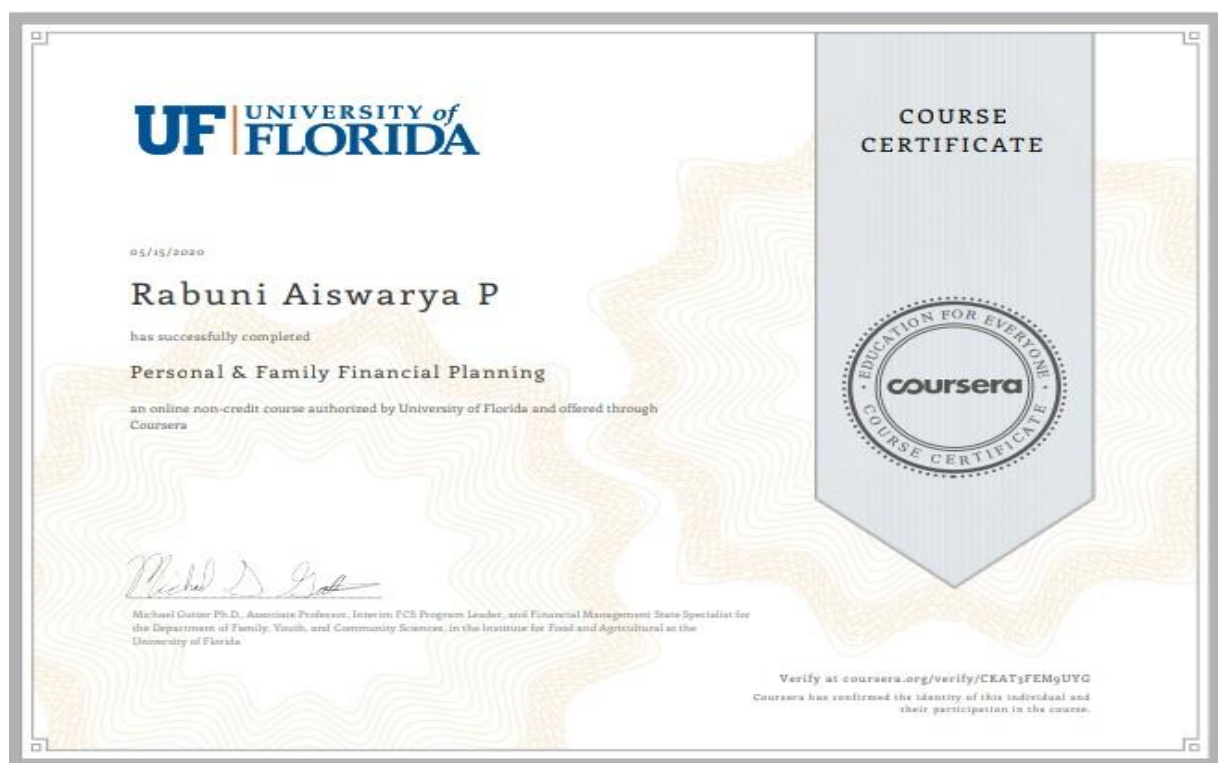 UF UNIVERSITY of
FLORIDA
05/15/2020
Rabuni Aiswarya P
has successfully completed
Personal & Family Financial Planning
an online non-credit course authorized by University of Florida and offered through
Coursera
Michael Gutter Ph.D., Associate Professor, Interim FCS Program Leader, and Financial Management State Specialist for
the Department of Family, Youth, and Community Sciences, in the Institute for Food and Agricultural at the
University of Florida
COURSE
CERTIFICATE
EDUCATION FOR EVERYONE
coursera
COURSE CERTIFICATE
Verify at coursera.org/verify/CKAT3FEM9UYG
Coursera has confirmed the identity of this individual and
their participation in the course.